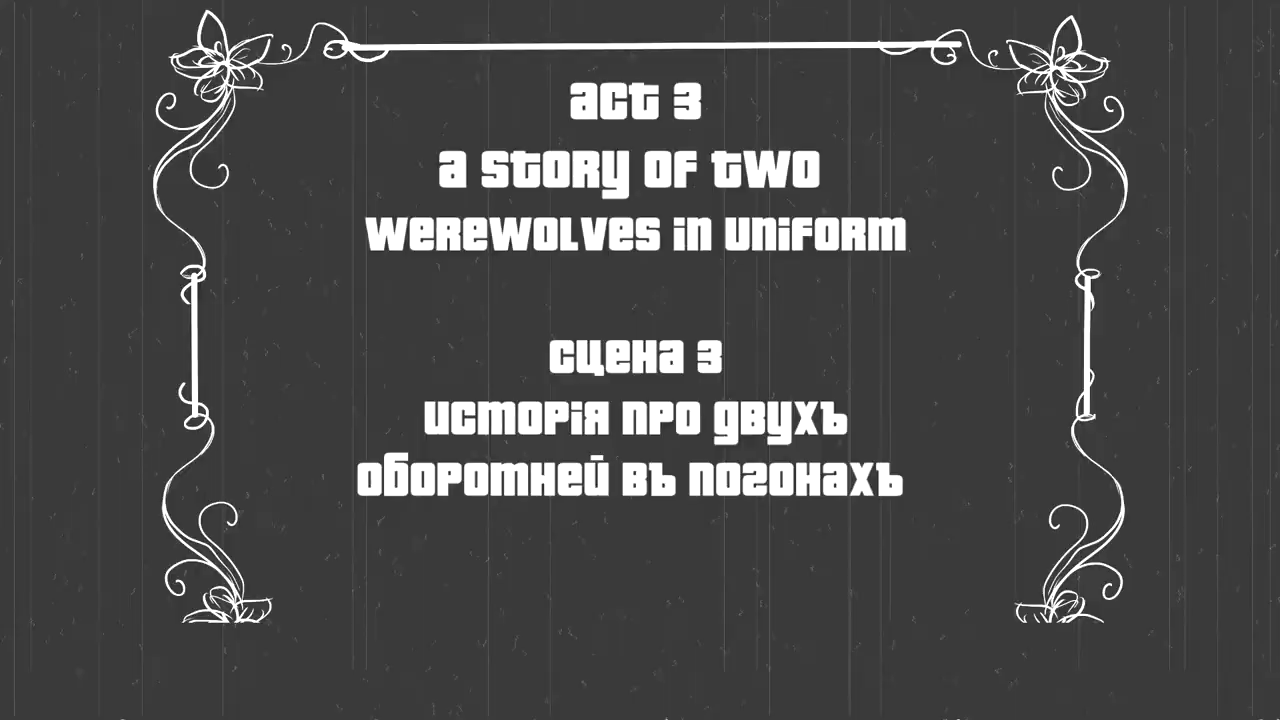 act 3
a story of two
werewolves in uniform
сцена 3
исторія про двухъ
оборотней въ погонахъ